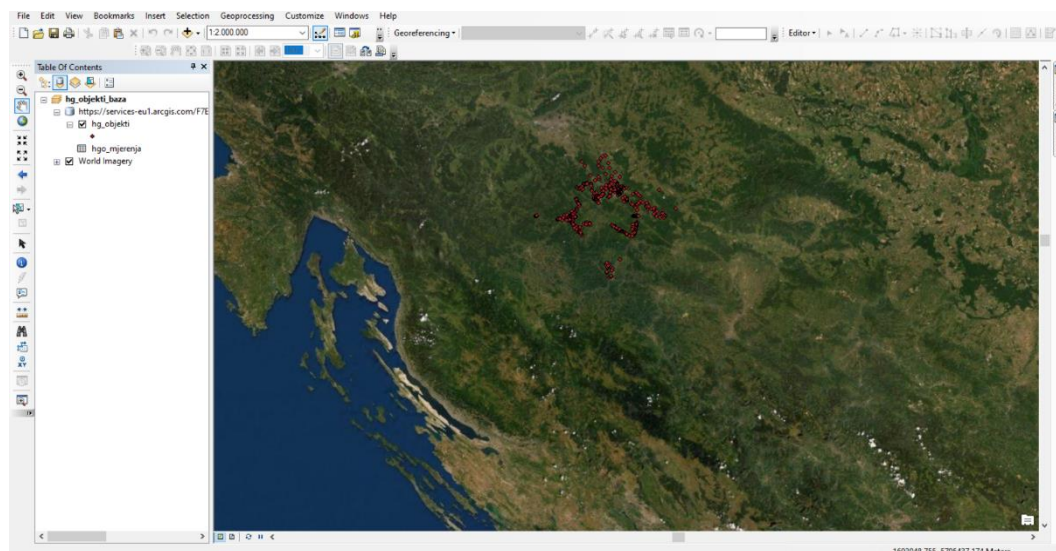 File Edit View Bookmarks Insert Selection Geoprocessing Customize Windows Help
1:2.000.000 Georeferencing Editor
Table Of Contents
hg_objekti_baza
https://services-eu1.arcgis.com/F7E
hg_objekti
hgo_mjerenja
World Imagery